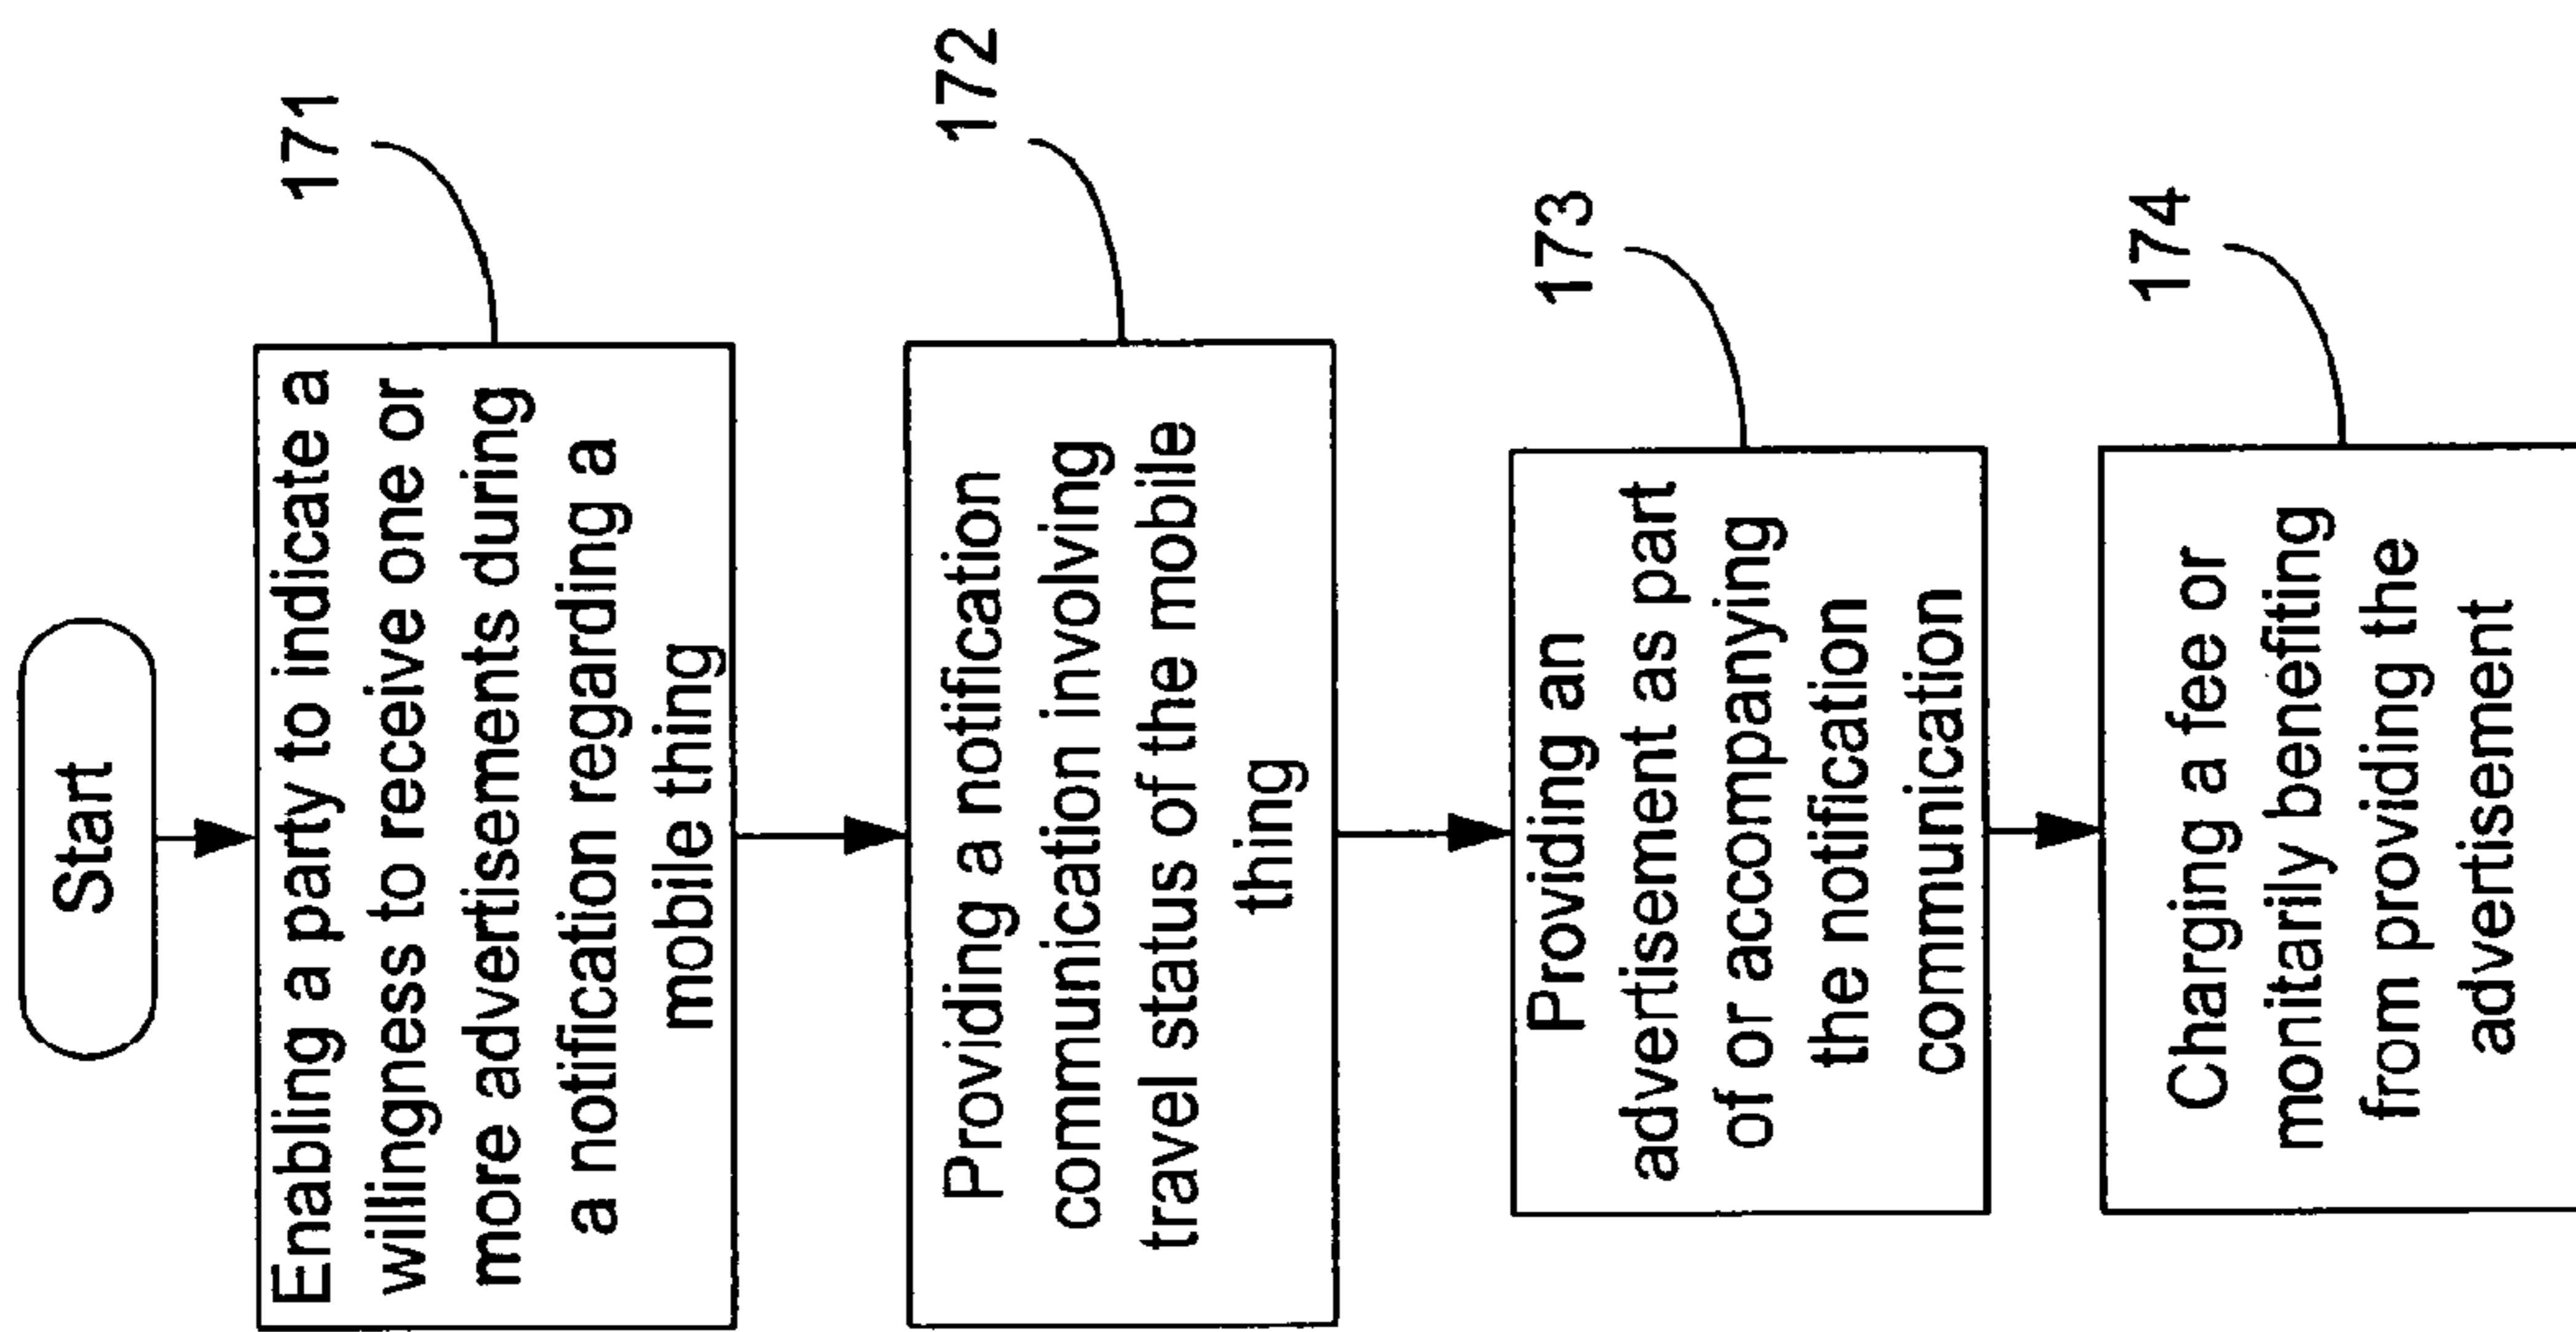 Start
Enabling a party to indicate a
willingness to receive one or
more advertisements during
a notification regarding a
mobile thing
171
Providing a notification
communication involving
travel status of the mobile
thing
172
Providing an
advertisement as part
of or accompanying
the notification
communication
173
Charging a fee or
monitarily benefiting
from providing the
advertisement
174